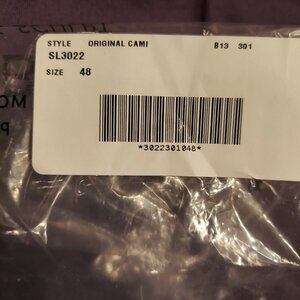 STYLE ORIGINAL CAMI B13 301
SL3022
SIZE 48
*3022301048*